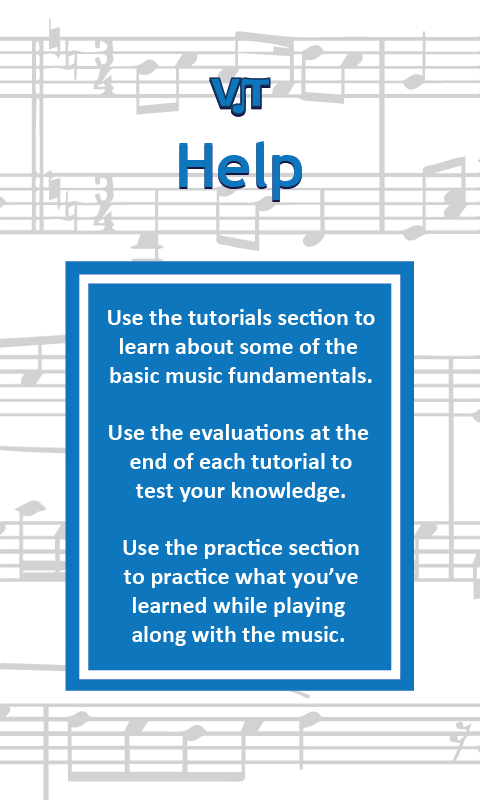 VJT
Help
Use the tutorials section to
learn about some of the
basic music fundamentals.
Use the evaluations at the
end of each tutorial to
test your knowledge.
Use the practice section
to practice what you’ve
learned while playing
along with the music.